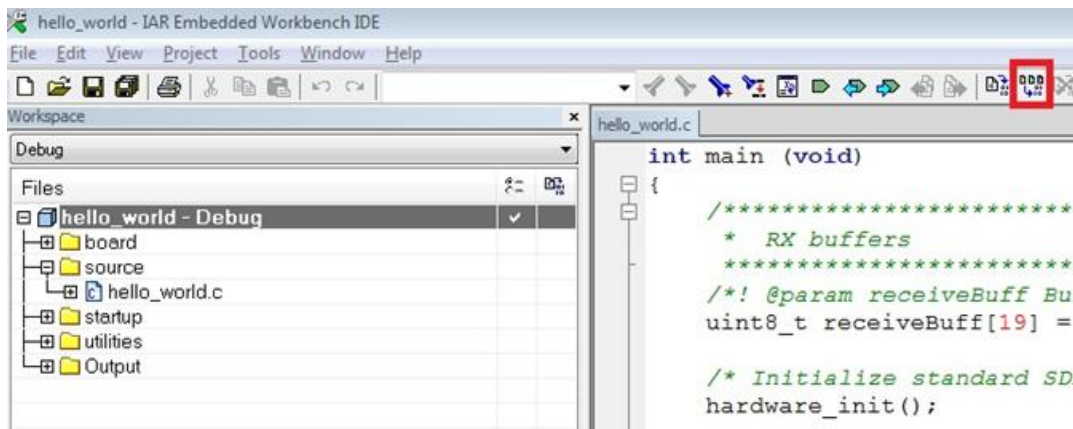 hello_world - IAR Embedded Workbench IDE
File Edit View Project Tools Window Help
Workspace
Debug
Files
hello_world - Debug
board
source
hello_world.c
startup
utilities
Output
hello_world.c
int main (void)
{
/**************************
* RX buffers
**************************
/*! @param receiveBuff Bu
uint8_t receiveBuff[19] =
/* Initialize standard SD
hardware_init();